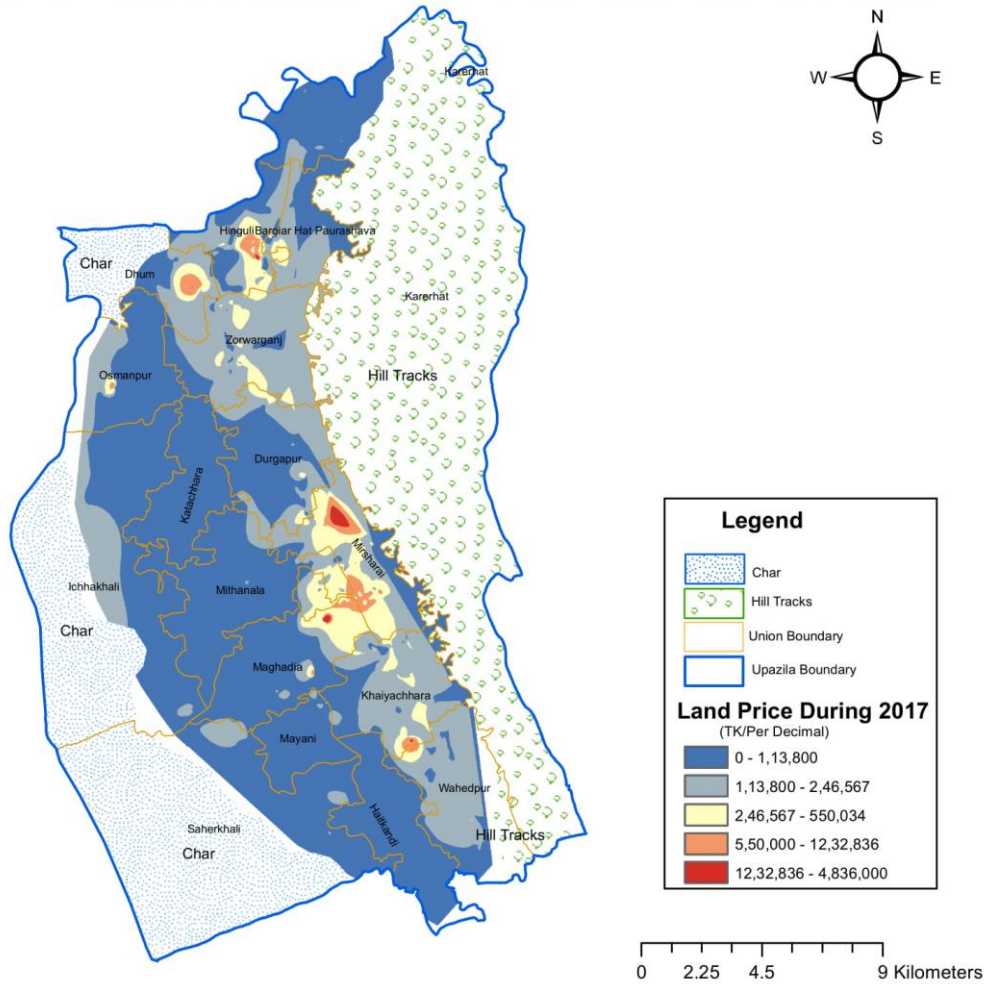 N
W E
S
Karerhat
Hinguli Baroiar Hat Paurashava
Char
Dhum
Karerhat
Zorwarganj
Hill Tracks
Osmanpur
Durgapur
Katachhara
Mirsharai
Ichhakhali
Mithanala
Char
Maghadia
Khaiyachhara
Mayani
Wahedpur
Haitkandi
Saherkhali
Hill Tracks
Char
Legend
Char
Hill Tracks
Union Boundary
Upazila Boundary
Land Price During 2017
(TK/Per Decimal)
0 - 1,13,800
1,13,800 - 2,46,567
2,46,567 - 550,034
5,50,000 - 12,32,836
12,32,836 - 4,836,000
0 2.25 4.5 9 Kilometers